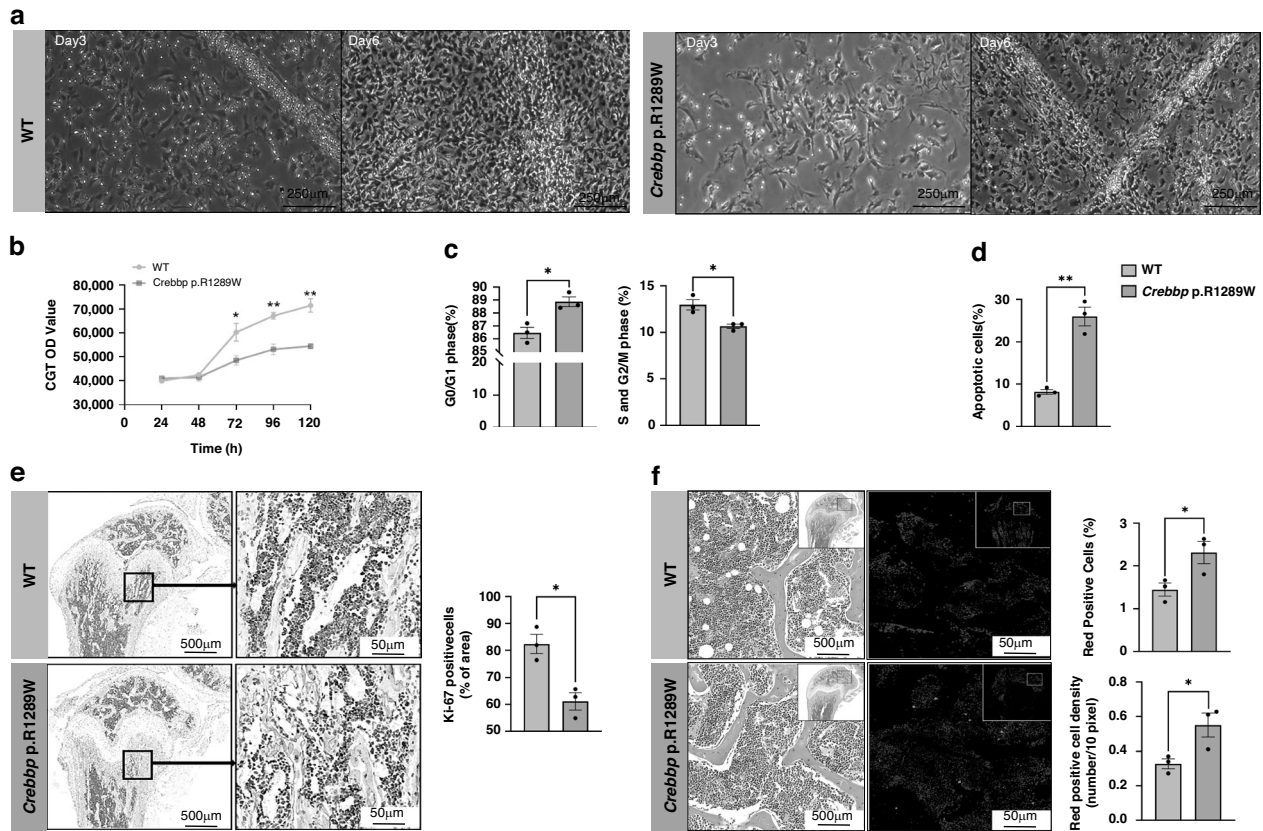 a
WT
Day3
250μm
Day6
250μm
Crebbp p.R1289W
Day3
250μm
Day6
250μm
b
WT
Crebbp p.R1289W
CGT OD Value
80,000
70,000
60,000
50,000
40,000
30,000
*
**
**
0
24
48
72
96
120
Time (h)
c
G0/G1 phase(%)
90
89
88
87
86
85
20
10
0
*
S and G2/M phase (%)
15
10
5
0
*
d
Apoptotic cells(%)
30
20
10
0
**
WT
Crebbp p.R1289W
e
WT
500μm
50μm
Crebbp p.R1289W
500μm
50μm
KI-67 positivecells
(% of area)
100
90
80
70
60
50
*
f
WT
500μm
50μm
Crebbp p.R1289W
500μm
50μm
Red Positive Cells (%)
3
2
1
0
*
Red positive cell density
(number/10 pixel)
0.8
0.6
0.4
0.2
0.0
*